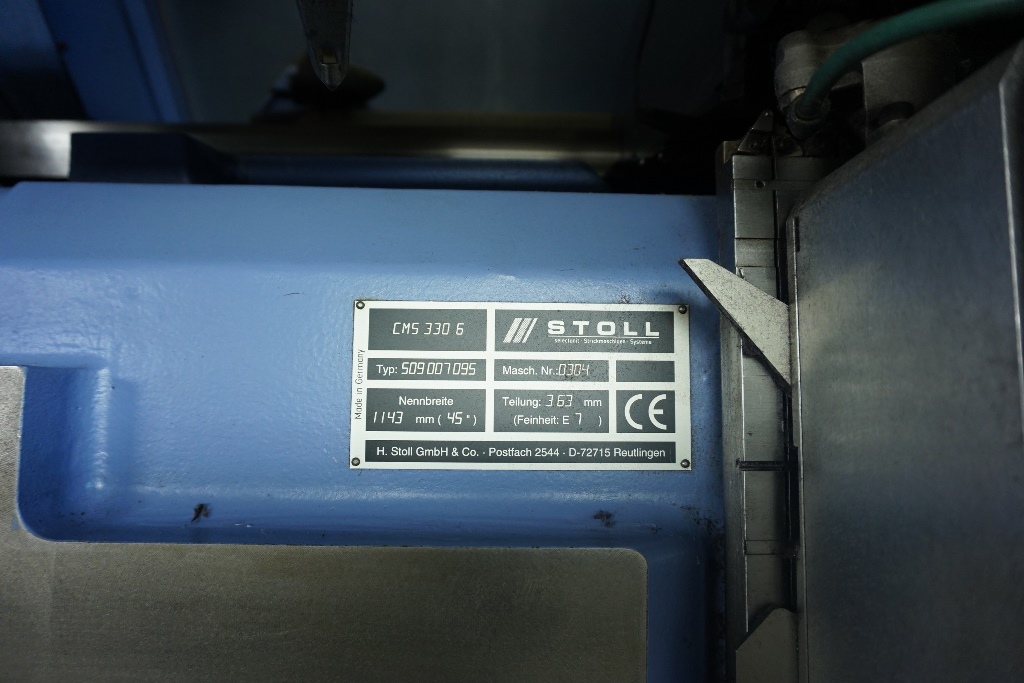 CMS 330 6
STOLL
selectanit · Strickmaschinen · Systeme
Made in Germany
Typ: 509 007 095
Masch. Nr.: 0304
Nennbreite
1143 mm ( 45 " )
Teilung: 3 63 mm
(Feinheit: E 7 )
CE
H. Stoll GmbH & Co. · Postfach 2544 · D-72715 Reutlingen